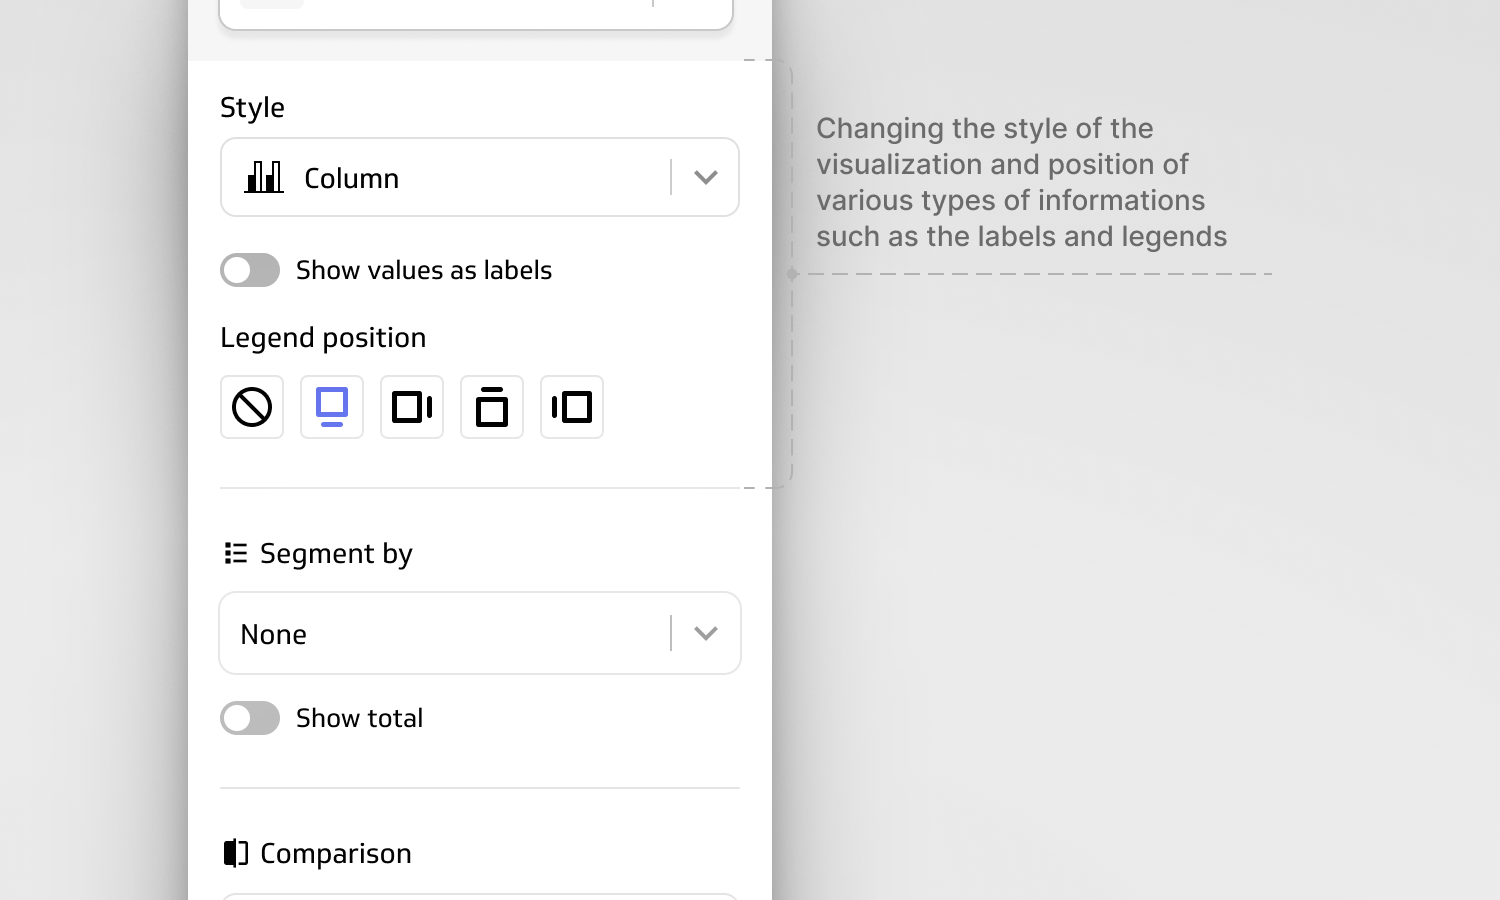 Style
Column
Show values as labels
Legend position
Segment by
None
Show total
Comparison
Changing the style of the
visualization and position of
various types of informations
such as the labels and legends